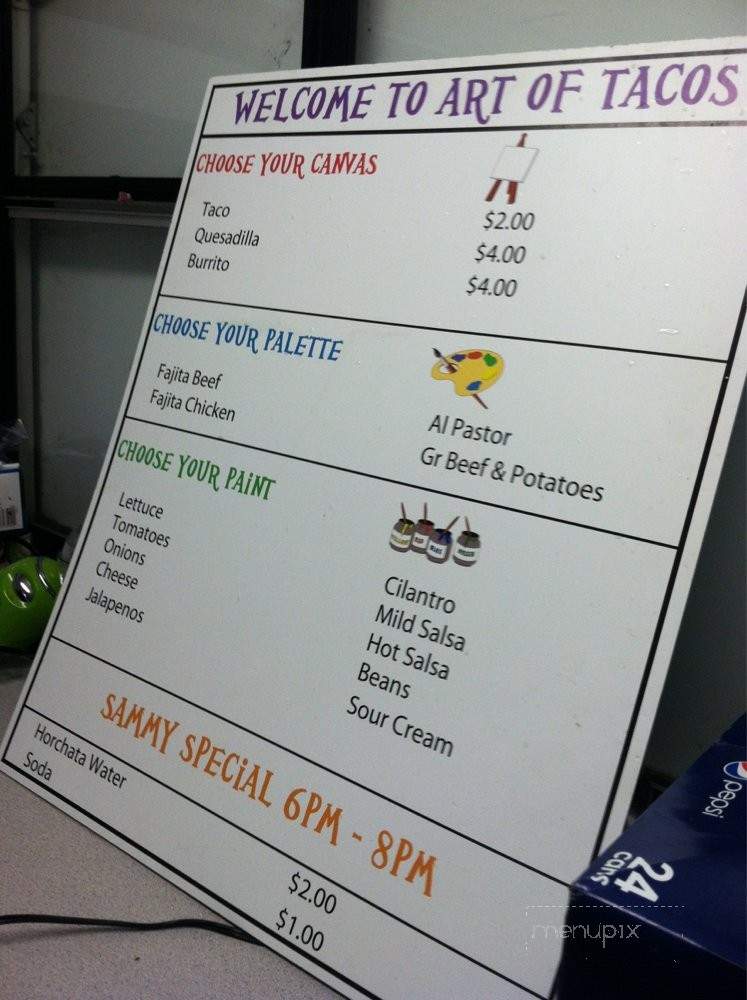 WELCOME TO ART OF TACOS
CHOOSE YOUR CANVAS
Taco $2.00
Quesadilla $4.00
Burrito $4.00
CHOOSE YOUR PALETTE
Fajita Beef Al Pastor
Fajita Chicken Gr Beef & Potatoes
CHOOSE YOUR PAiNT
Lettuce Cilantro
Tomatoes Mild Salsa
Onions Hot Salsa
Cheese Beans
Jalapenos Sour Cream
SAMMY SPECiAL 6PM - 8PM
Horchata Water $2.00
Soda $1.00
pepsi
24
cans
menupix